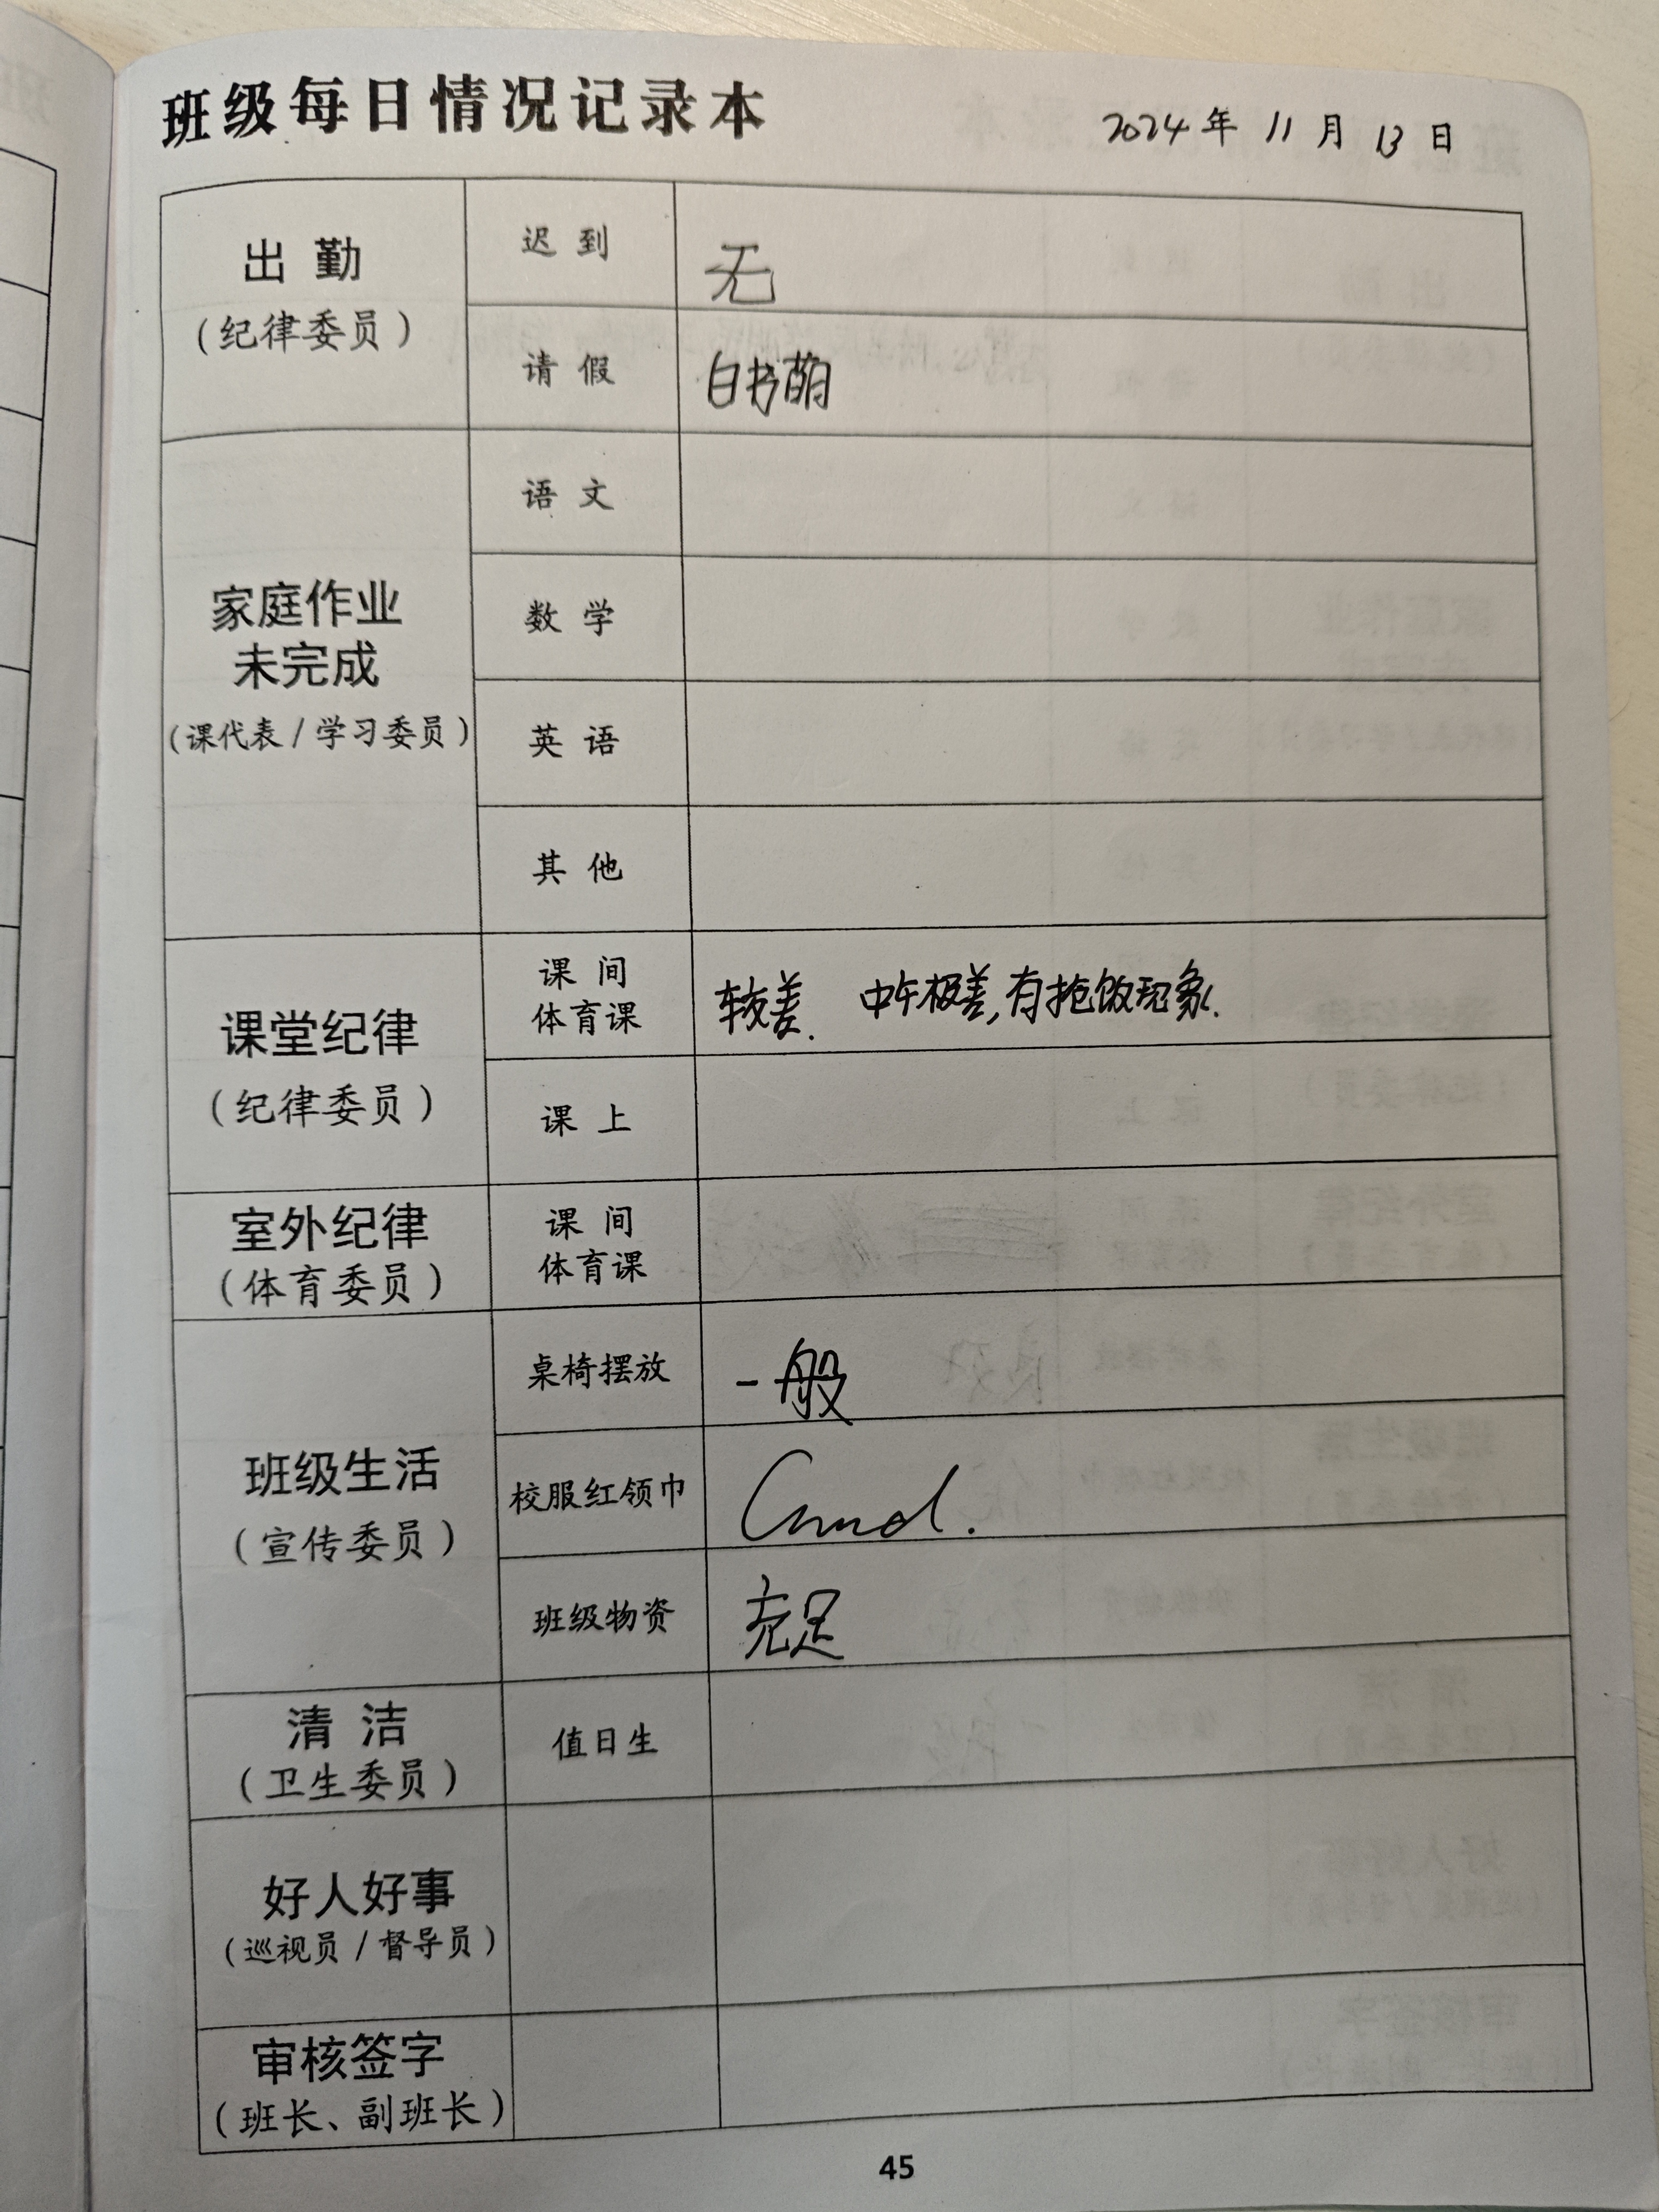 班级每日情况记录本
2024年 11月 13日
出勤
（纪律委员）
迟到
无
请假
白书萌
家庭作业
未完成
（课代表/学习委员）
语文
数学
英语
其他
课堂纪律
（纪律委员）
课间
体育课
较差. 中午极差,有抢饭现象.
课上
室外纪律
（体育委员）
课间
体育课
班级生活
（宣传委员）
桌椅摆放
一般
校服红领巾
班级物资
充足
清洁
（卫生委员）
值日生
好人好事
（巡视员/督导员）
审核签字
（班长、副班长）
45